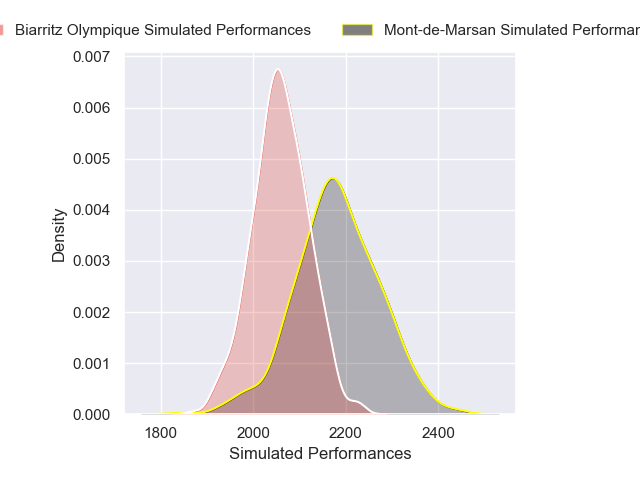 Biarritz Olympique Simulated Performances
Mont-de-Marsan Simulated
0.007
0.006
0.005
0.004
0.003
0.002
0.001
0.000
Density
1800 2000 2200 2400
Simulated Performances